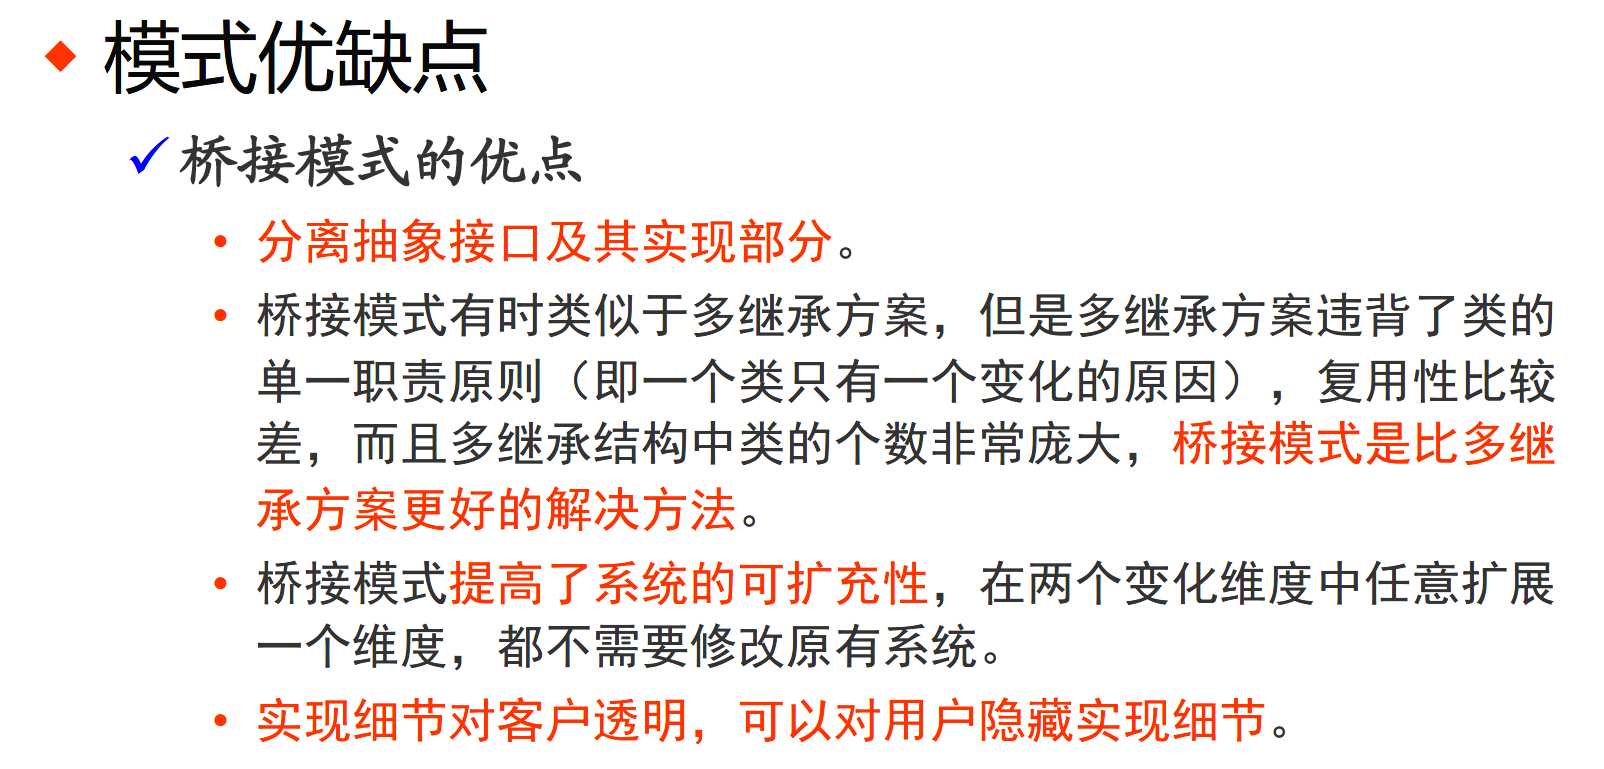 模式优缺点
桥接模式的优点
分离抽象接口及其实现部分。
桥接模式有时类似于多继承方案，但是多继承方案违背了类的
单一职责原则（即一个类只有一个变化的原因），复用性比较
差，而且多继承结构中类的个数非常庞大，桥接模式是比多继
承方案更好的解决方法。
桥接模式提高了系统的可扩充性，在两个变化维度中任意扩展
一个维度，都不需要修改原有系统。
实现细节对客户透明，可以对用户隐藏实现细节。